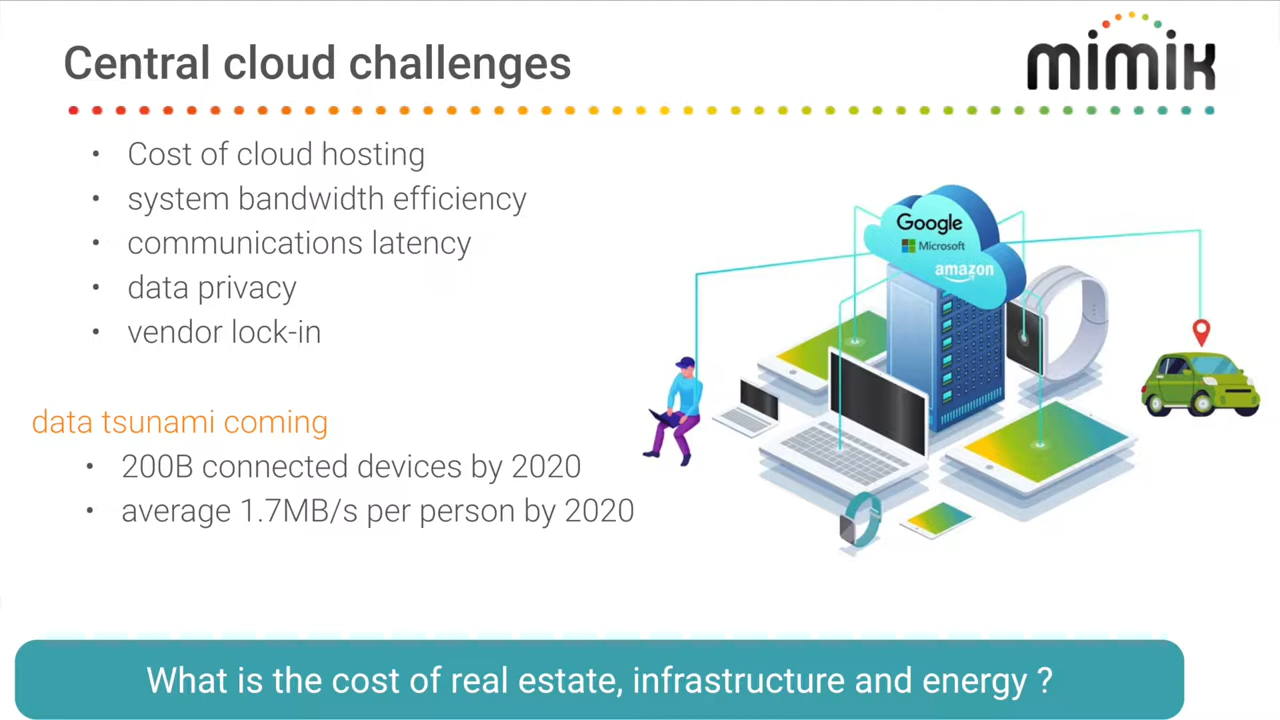 Central cloud challenges
mimik
• Cost of cloud hosting
• system bandwidth efficiency
• communications latency
• data privacy
• vendor lock-in
Google
Microsoft
amazon
data tsunami coming
• 200B connected devices by 2020
• average 1.7MB/s per person by 2020
What is the cost of real estate, infrastructure and energy ?